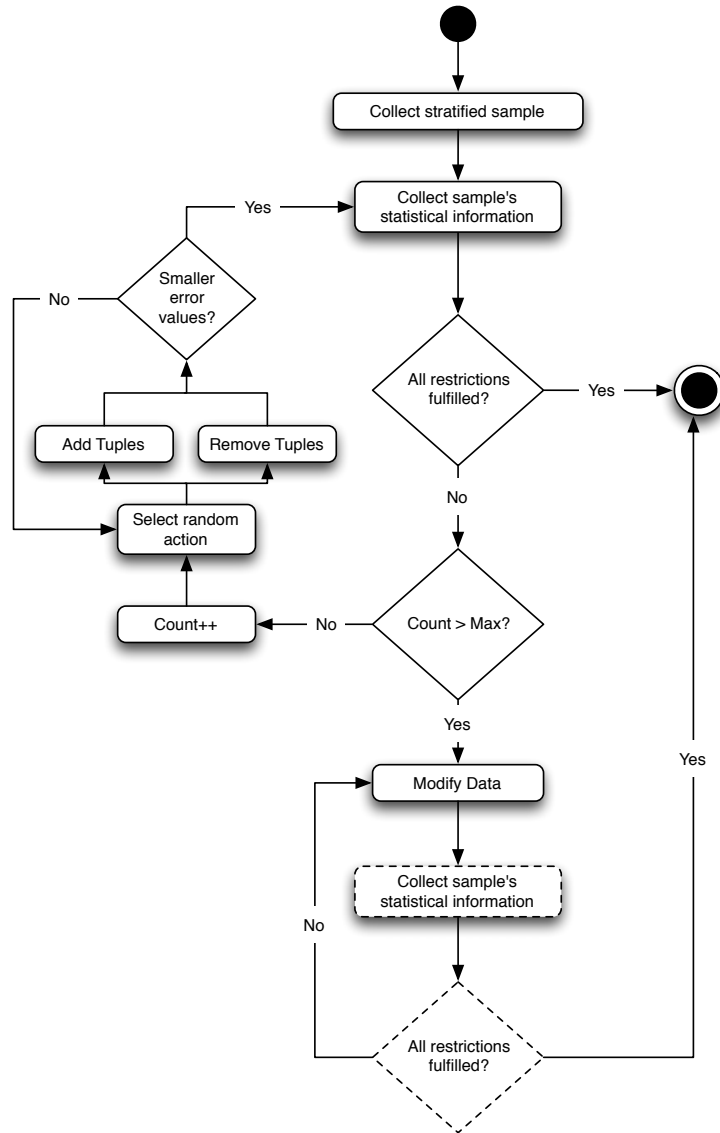 Collect stratified sample
Collect sample's
statistical information
Yes
Smaller
error
values?
No
All restrictions
fulfilled?
Yes
Add Tuples
Remove Tuples
No
Select random
action
Count++
No
Count > Max?
Yes
Yes
Modify Data
Collect sample's
statistical information
No
All restrictions
fulfilled?